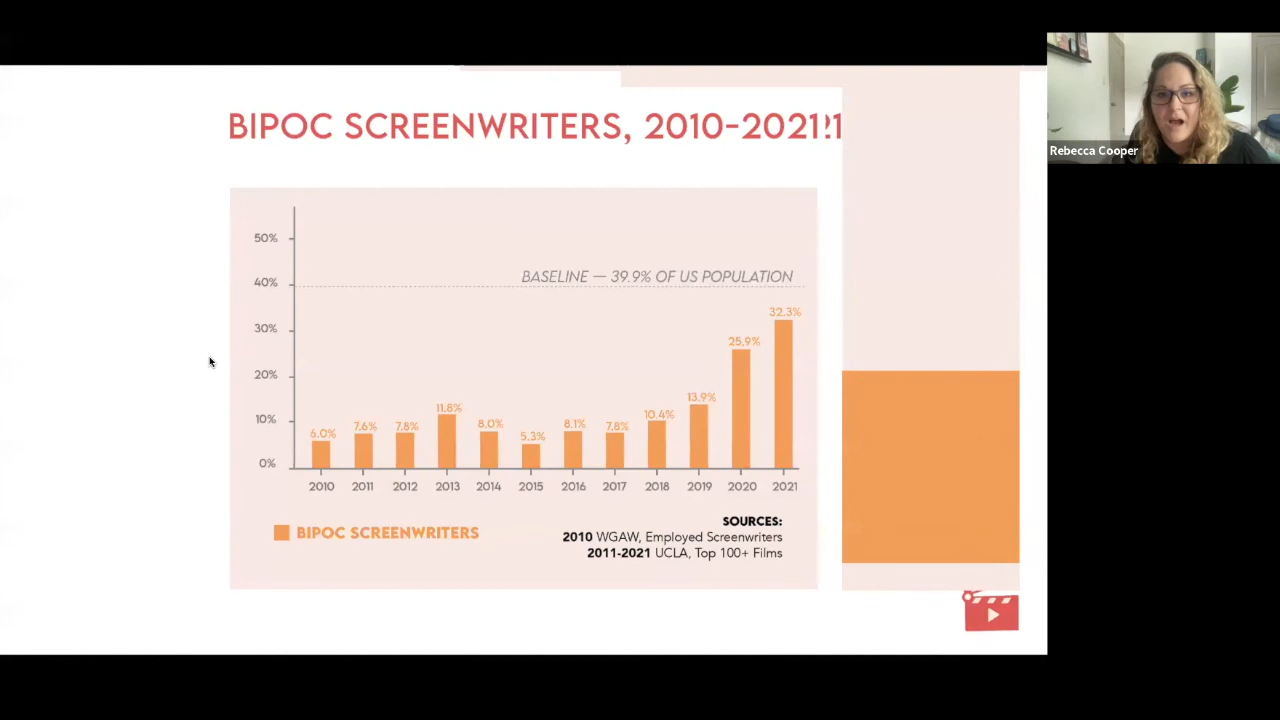 BIPOC SCREENWRITERS, 2010-2021!1
Rebecca Cooper
50%
BASELINE — 39.9% OF US POPULATION
40%
32.3%
30%
25.9%
20%
13.9%
11.8%
10.4%
10%
6.0% 7.6% 7.8% 8.0% 5.3% 8.1% 7.8%
0%
2010 2011 2012 2013 2014 2015 2016 2017 2018 2019 2020 2021
BIPOC SCREENWRITERS
SOURCES:
2010 WGAW, Employed Screenwriters
2011-2021 UCLA, Top 100+ Films